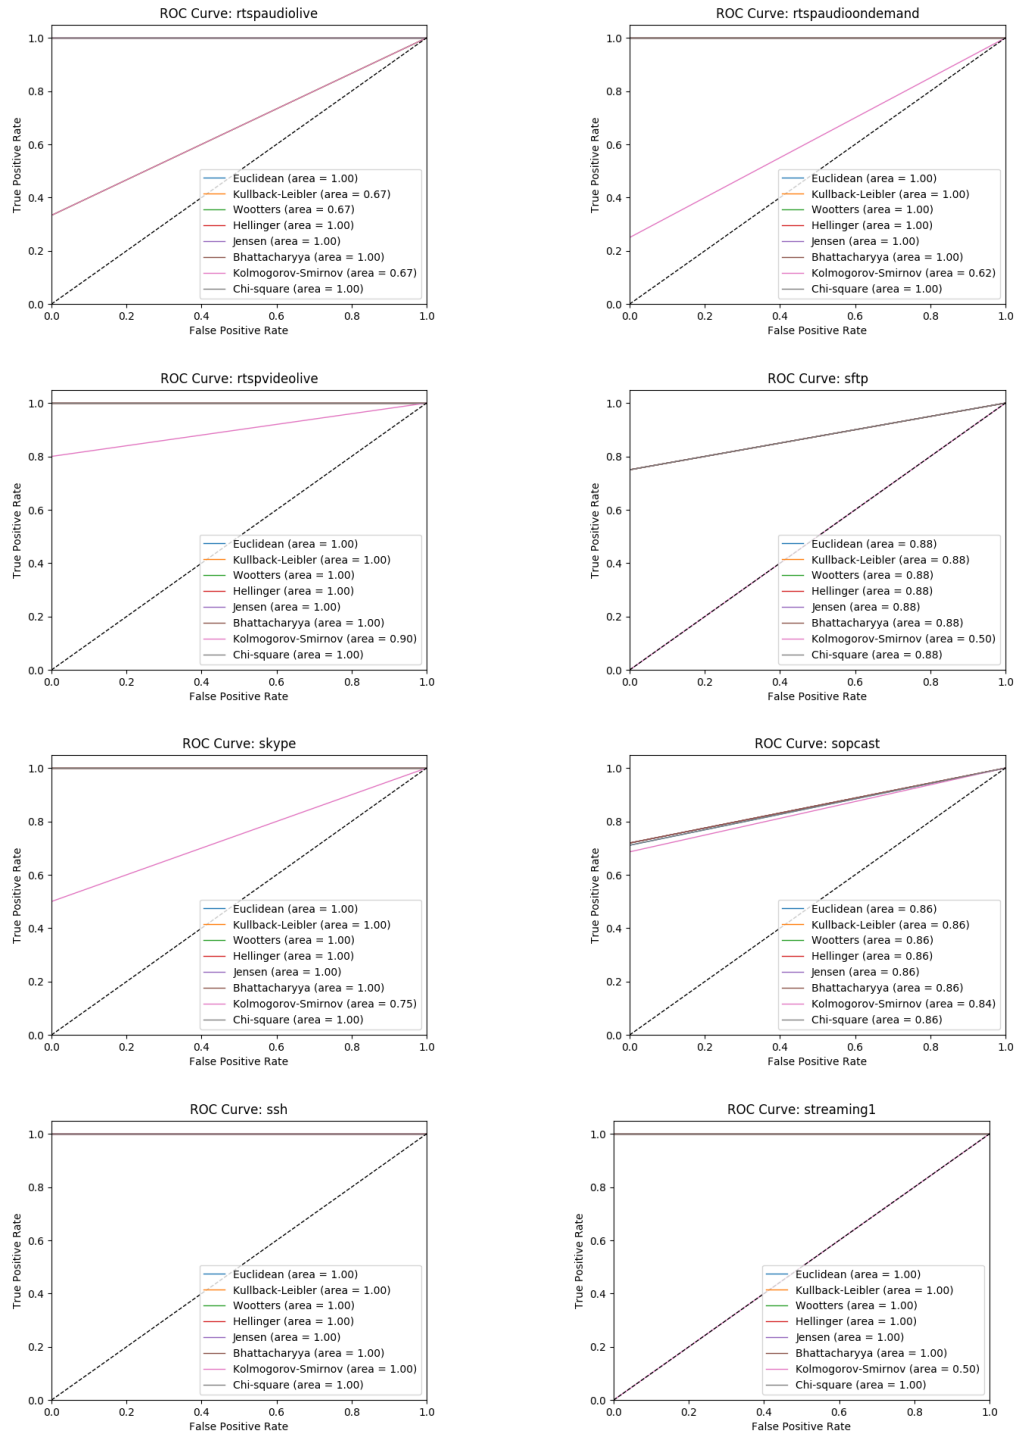 ROC Curve: rtspaudiolive
True Positive Rate
1.0
0.8
0.6
0.4
0.2
0.0
Euclidean (area = 1.00)
Kullback-Leibler (area = 0.67)
Wootters (area = 0.67)
Hellinger (area = 1.00)
Jensen (area = 1.00)
Bhattacharyya (area = 1.00)
Kolmogorov-Smirnov (area = 0.67)
Chi-square (area = 1.00)
0.0 0.2 0.4 0.6 0.8 1.0
False Positive Rate
ROC Curve: rtspaudioondemand
True Positive Rate
1.0
0.8
0.6
0.4
0.2
0.0
Euclidean (area = 1.00)
Kullback-Leibler (area = 1.00)
Wootters (area = 1.00)
Hellinger (area = 1.00)
Jensen (area = 1.00)
Bhattacharyya (area = 1.00)
Kolmogorov-Smirnov (area = 0.62)
Chi-square (area = 1.00)
0.0 0.2 0.4 0.6 0.8 1.0
False Positive Rate
ROC Curve: rtspvideolive
True Positive Rate
1.0
0.8
0.6
0.4
0.2
0.0
Euclidean (area = 1.00)
Kullback-Leibler (area = 1.00)
Wootters (area = 1.00)
Hellinger (area = 1.00)
Jensen (area = 1.00)
Bhattacharyya (area = 1.00)
Kolmogorov-Smirnov (area = 0.90)
Chi-square (area = 1.00)
0.0 0.2 0.4 0.6 0.8 1.0
False Positive Rate
ROC Curve: sftp
True Positive Rate
1.0
0.8
0.6
0.4
0.2
0.0
Euclidean (area = 0.88)
Kullback-Leibler (area = 0.88)
Wootters (area = 0.88)
Hellinger (area = 0.88)
Jensen (area = 0.88)
Bhattacharyya (area = 0.88)
Kolmogorov-Smirnov (area = 0.50)
Chi-square (area = 0.88)
0.0 0.2 0.4 0.6 0.8 1.0
False Positive Rate
ROC Curve: skype
True Positive Rate
1.0
0.8
0.6
0.4
0.2
0.0
Euclidean (area = 1.00)
Kullback-Leibler (area = 1.00)
Wootters (area = 1.00)
Hellinger (area = 1.00)
Jensen (area = 1.00)
Bhattacharyya (area = 1.00)
Kolmogorov-Smirnov (area = 0.75)
Chi-square (area = 1.00)
0.0 0.2 0.4 0.6 0.8 1.0
False Positive Rate
ROC Curve: sopcast
True Positive Rate
1.0
0.8
0.6
0.4
0.2
0.0
Euclidean (area = 0.86)
Kullback-Leibler (area = 0.86)
Wootters (area = 0.86)
Hellinger (area = 0.86)
Jensen (area = 0.86)
Bhattacharyya (area = 0.86)
Kolmogorov-Smirnov (area = 0.84)
Chi-square (area = 0.86)
0.0 0.2 0.4 0.6 0.8 1.0
False Positive Rate
ROC Curve: ssh
True Positive Rate
1.0
0.8
0.6
0.4
0.2
0.0
Euclidean (area = 1.00)
Kullback-Leibler (area = 1.00)
Wootters (area = 1.00)
Hellinger (area = 1.00)
Jensen (area = 1.00)
Bhattacharyya (area = 1.00)
Kolmogorov-Smirnov (area = 1.00)
Chi-square (area = 1.00)
0.0 0.2 0.4 0.6 0.8 1.0
False Positive Rate
ROC Curve: streaming1
True Positive Rate
1.0
0.8
0.6
0.4
0.2
0.0
Euclidean (area = 1.00)
Kullback-Leibler (area = 1.00)
Wootters (area = 1.00)
Hellinger (area = 1.00)
Jensen (area = 1.00)
Bhattacharyya (area = 1.00)
Kolmogorov-Smirnov (area = 0.50)
Chi-square (area = 1.00)
0.0 0.2 0.4 0.6 0.8 1.0
False Positive Rate